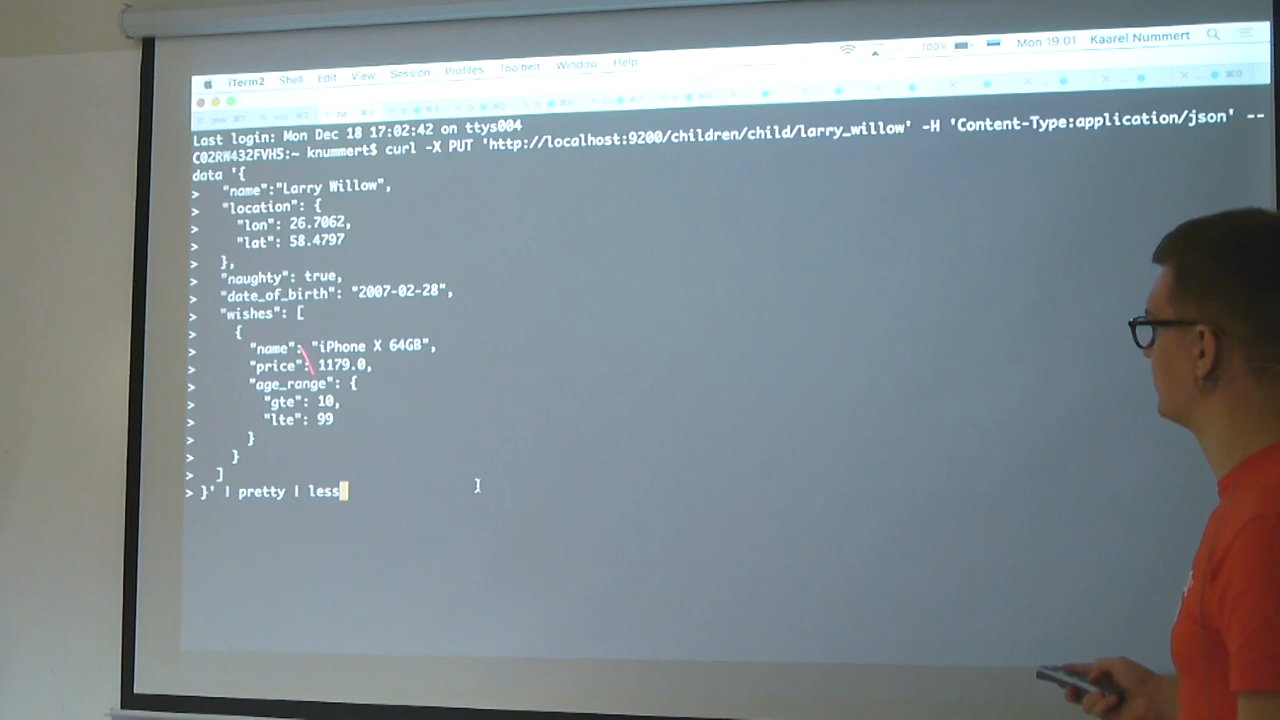 iTerm2 Shell Edit View Session Profiles Toolbelt Window Help 100% Mon 19:01 Kaarel Nummert
Last login: Mon Dec 18 17:02:42 on ttys004
C02RW432FVH5:~ knummert$ curl -X PUT 'http://localhost:9200/children/child/larry_willow' -H 'Content-Type:application/json' --
data '{
> "name":"Larry Willow",
> "location": {
> "lon": 26.7062,
> "lat": 58.4797
> },
> "naughty": true,
> "date_of_birth": "2007-02-28",
> "wishes": [
> {
> "name": "iPhone X 64GB",
> "price": 1179.0,
> "age_range": {
> "gte": 10,
> "lte": 99
> }
> }
> ]
> }' | pretty | less